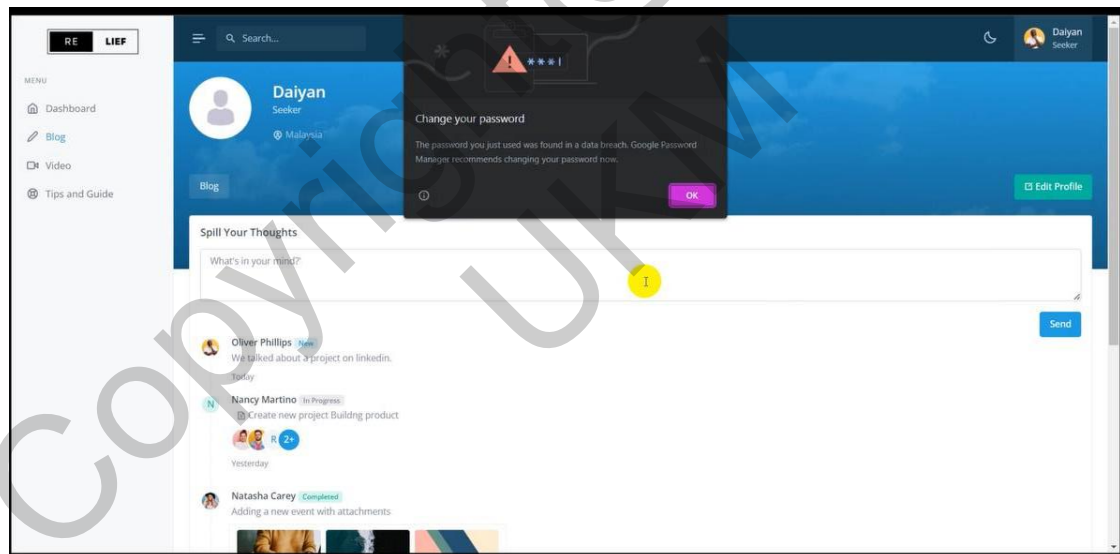 RE LIEF
Search...
Daiyan
Seeker
MENU
Dashboard
Blog
Video
Tips and Guide
Daiyan
Seeker
Malaysia
Blog
Edit Profile
***|
Change your password
The password you just used was found in a data breach. Google Password
Manager recommends changing your password now.
OK
Spill Your Thoughts
What's in your mind?'
Send
Oliver Phillips New
We talked about a project on linkedin.
Today
N
Nancy Martino In Progress
Create new project Buildng product
R 2+
Yesterday
Natasha Carey Completed
Adding a new event with attachments
Copyright
UKM